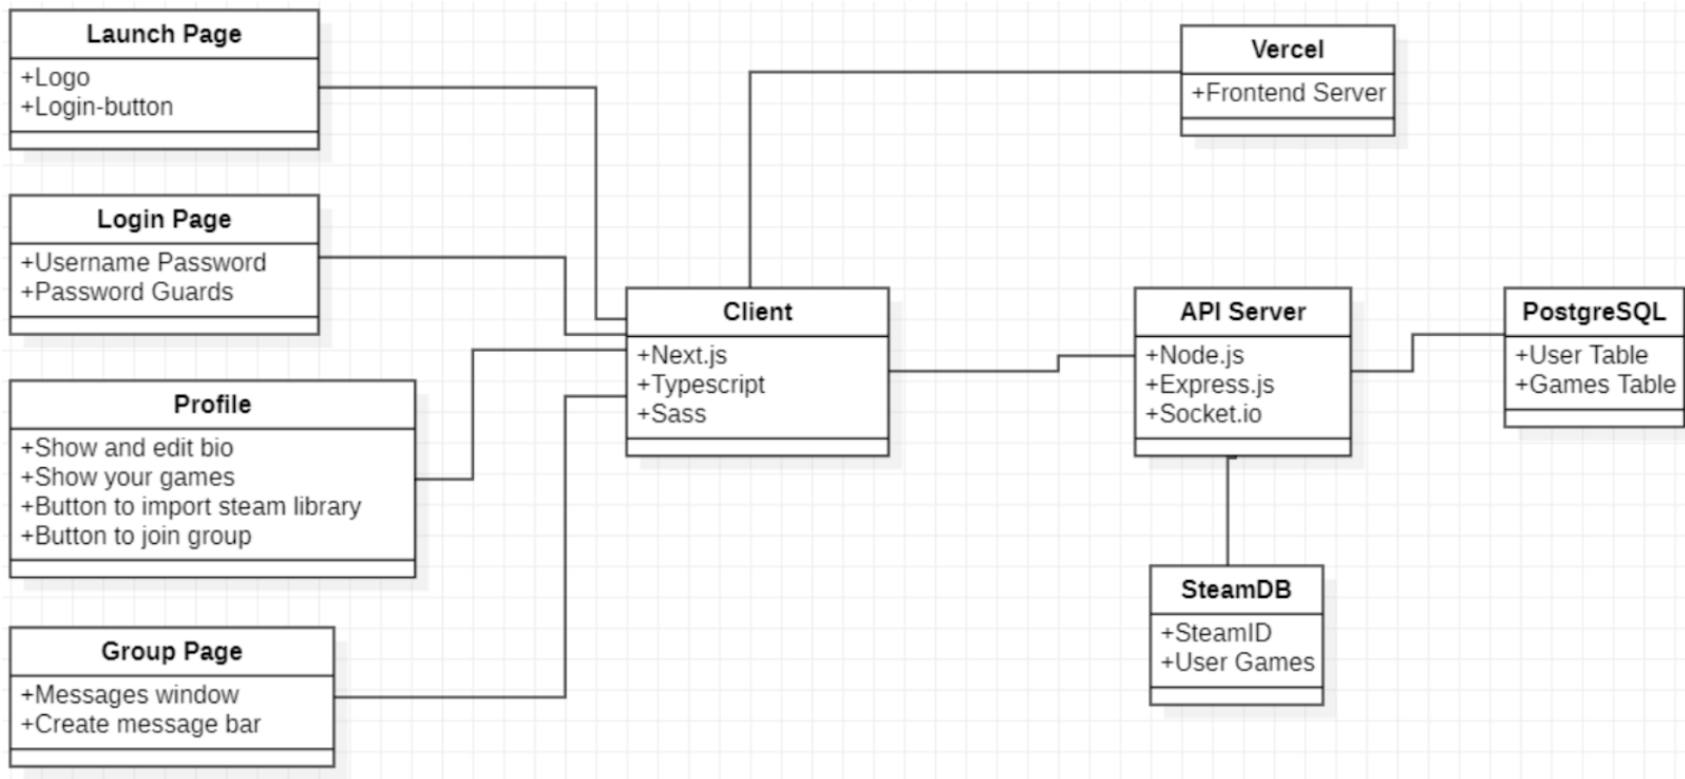 Launch Page
+Logo
+Login-button
Login Page
+Username Password
+Password Guards
Profile
+Show and edit bio
+Show your games
+Button to import steam library
+Button to join group
Group Page
+Messages window
+Create message bar
Client
+Next.js
+Typescript
+Sass
Vercel
+Frontend Server
API Server
+Node.js
+Express.js
+Socket.io
SteamDB
+SteamID
+User Games
PostgreSQL
+User Table
+Games Table